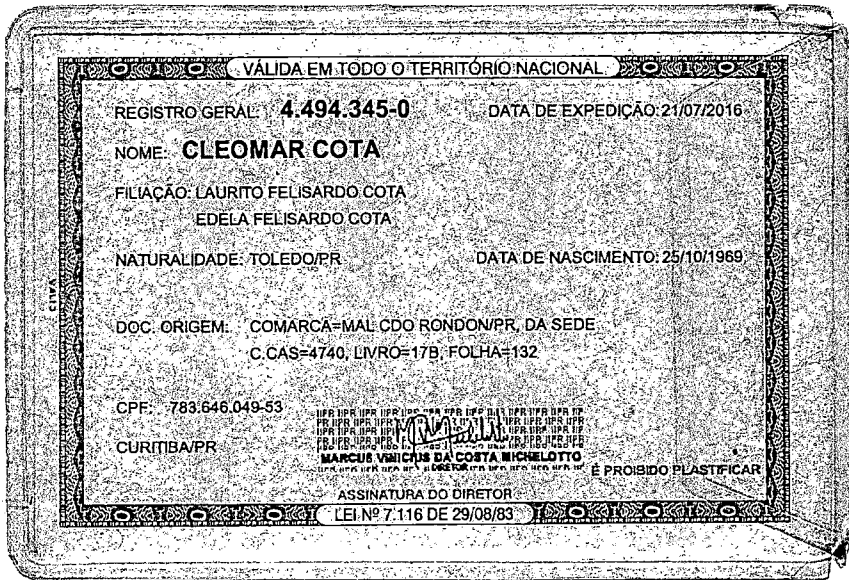 VÁLIDA EM TODO O TERRITÓRIO NACIONAL
REGISTRO GERAL: 4.494.345-0 DATA DE EXPEDIÇÃO: 21/07/2016
NOME: CLEOMAR COTA
FILIAÇÃO: LAURITO FELISARDO COTA
EDELA FELISARDO COTA
NATURALIDADE: TOLEDO/PR DATA DE NASCIMENTO: 25/10/1969
DOC. ORIGEM: COMARCA=MAL CDO RONDON/PR, DA SEDE
C.CAS=4740, LIVRO=17B, FOLHA=132
CPF: 783.646.049-53
CURITIBA/PR
MARCUS VINICIUS DA COSTA MICHELOTTO
DIRETOR
É PROIBIDO PLASTIFICAR
ASSINATURA DO DIRETOR
LEI Nº 7.116 DE 29/08/83